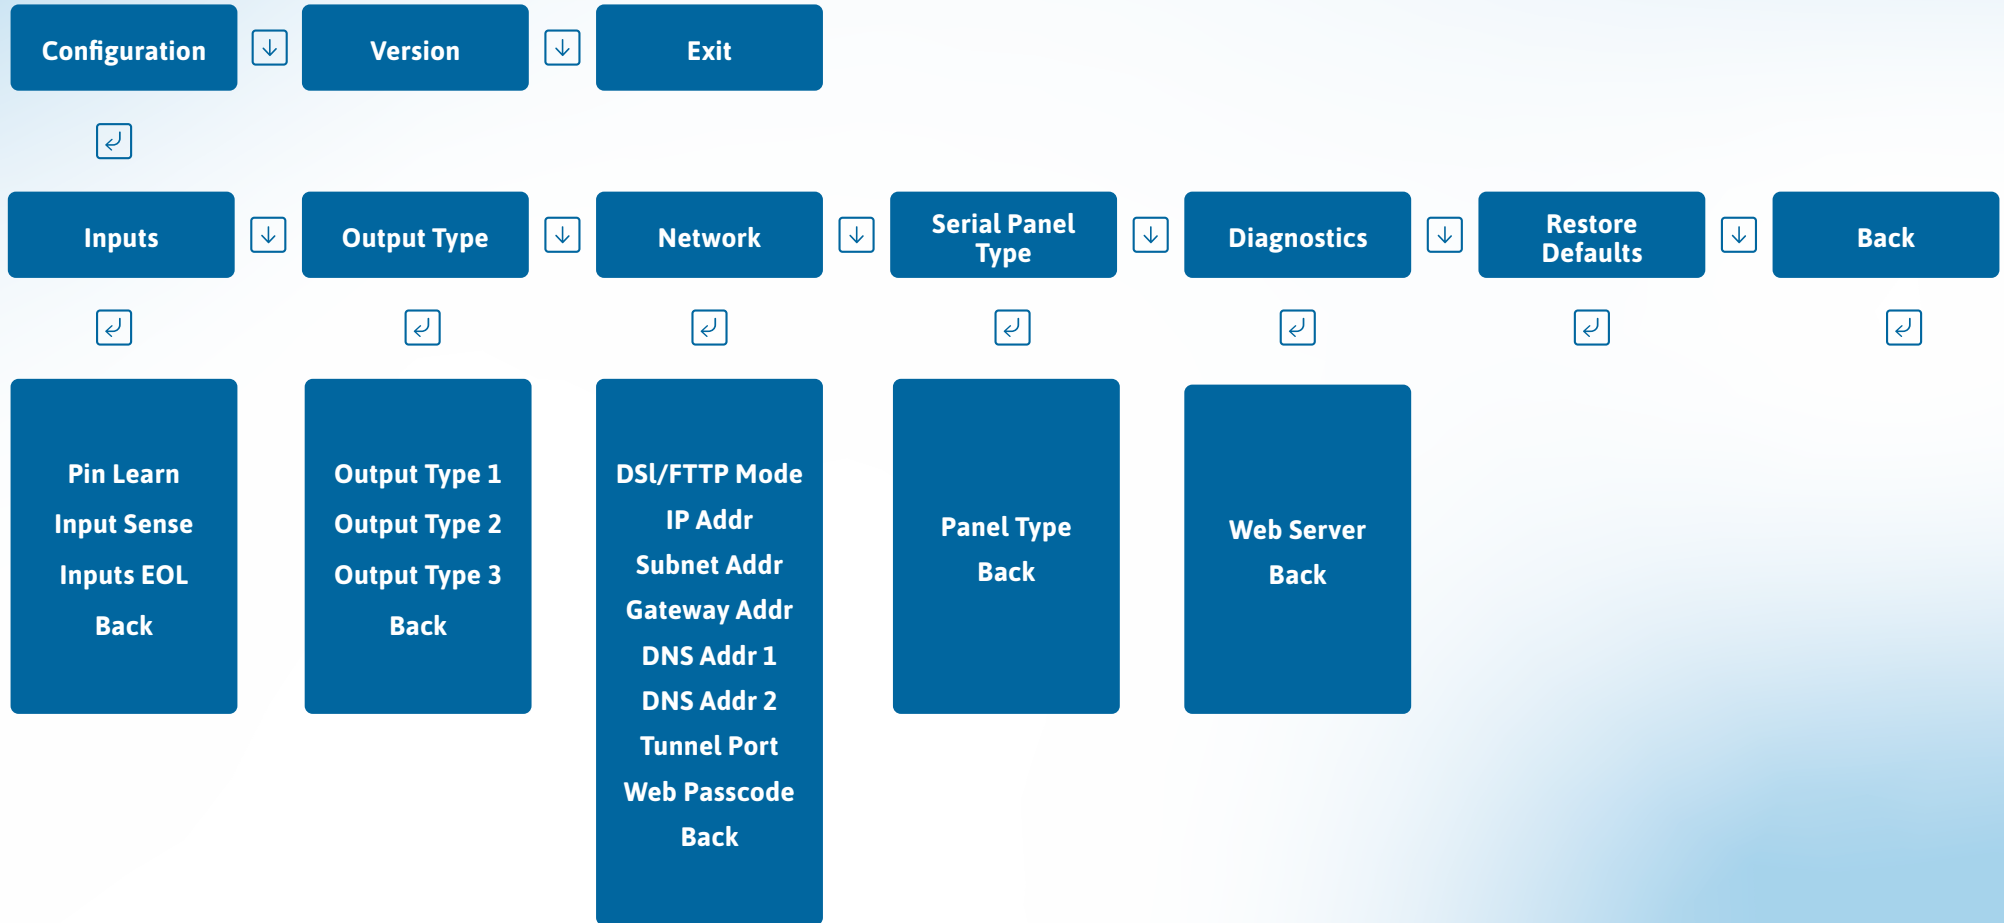 Configuration
Version
Exit
Inputs
Output Type
Network
Serial Panel
Type
Diagnostics
Restore
Defaults
Back
Pin Learn
Input Sense
Inputs EOL
Back
Output Type 1
Output Type 2
Output Type 3
Back
DSl/FTTP Mode
IP Addr
Subnet Addr
Gateway Addr
DNS Addr 1
DNS Addr 2
Tunnel Port
Web Passcode
Back
Panel Type
Back
Web Server
Back